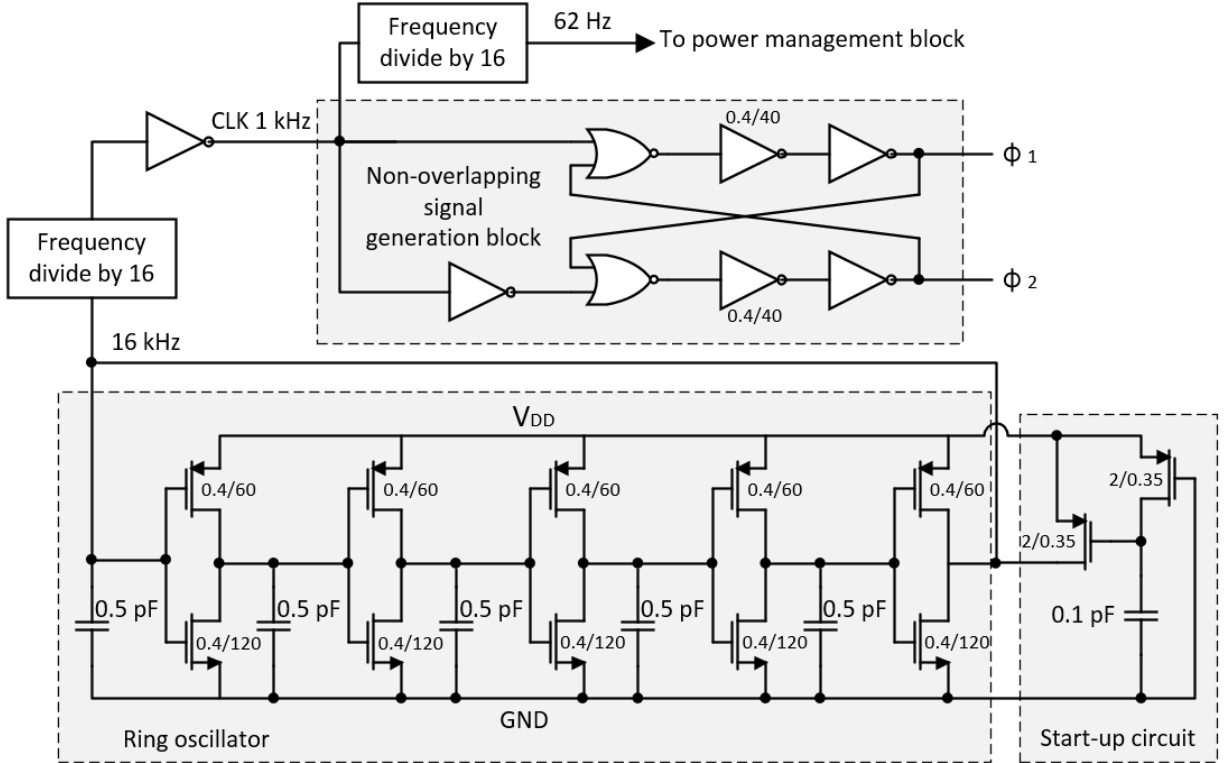 Frequency
divide by 16
62 Hz
To power management block
CLK 1 kHz
0.4/40
Φ 1
Non-overlapping
signal
generation block
Frequency
divide by 16
Φ 2
0.4/40
16 kHz
VDD
0.4/60
0.4/60
0.4/60
0.4/60
0.4/60
2/0.35
2/0.35
0.5 pF
0.5 pF
0.5 pF
0.5 pF
0.5 pF
0.1 pF
0.4/120
0.4/120
0.4/120
0.4/120
0.4/120
GND
Ring oscillator
Start-up circuit